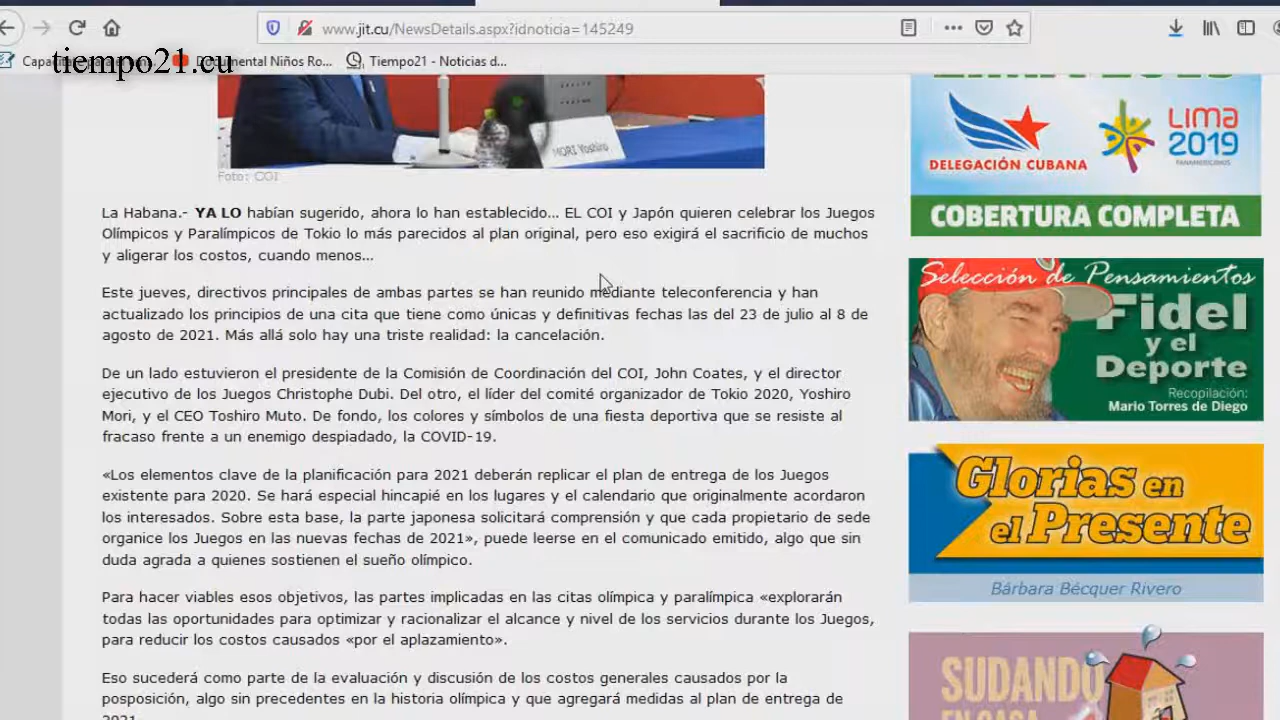 www.jit.cu/NewsDetails.aspx?idnoticia=145249
tiempo21.cu
Tiempo21 - Noticias d...
MORI Yoshiro
Foto: COI
La Habana.- YA LO habían sugerido, ahora lo han establecido... EL COI y Japón quieren celebrar los Juegos
Olímpicos y Paralímpicos de Tokio lo más parecidos al plan original, pero eso exigirá el sacrificio de muchos
y aligerar los costos, cuando menos...
Este jueves, directivos principales de ambas partes se han reunido mediante teleconferencia y han
actualizado los principios de una cita que tiene como únicas y definitivas fechas las del 23 de julio al 8 de
agosto de 2021. Más allá solo hay una triste realidad: la cancelación.
De un lado estuvieron el presidente de la Comisión de Coordinación del COI, John Coates, y el director
ejecutivo de los Juegos Christophe Dubi. Del otro, el líder del comité organizador de Tokio 2020, Yoshiro
Mori, y el CEO Toshiro Muto. De fondo, los colores y símbolos de una fiesta deportiva que se resiste al
fracaso frente a un enemigo despiadado, la COVID-19.
«Los elementos clave de la planificación para 2021 deberán replicar el plan de entrega de los Juegos
existente para 2020. Se hará especial hincapié en los lugares y el calendario que originalmente acordaron
los interesados. Sobre esta base, la parte japonesa solicitará comprensión y que cada propietario de sede
organice los Juegos en las nuevas fechas de 2021», puede leerse en el comunicado emitido, algo que sin
duda agrada a quienes sostienen el sueño olímpico.
Para hacer viables esos objetivos, las partes implicadas en las citas olímpica y paralímpica «explorarán
todas las oportunidades para optimizar y racionalizar el alcance y nivel de los servicios durante los Juegos,
para reducir los costos causados «por el aplazamiento».
Eso sucederá como parte de la evaluación y discusión de los costos generales causados por la
posposición, algo sin precedentes en la historia olímpica y que agregará medidas al plan de entrega de
2021.
DELEGACIÓN CUBANA
LIMA
2019
PANAMERICANOS
COBERTURA COMPLETA
Selección de Pensamientos
Fidel
y el
Deporte
Recopilación:
Mario Torres de Diego
Glorias en
el Presente
Bárbara Bécquer Rivero
SUDANDO
EN CASA